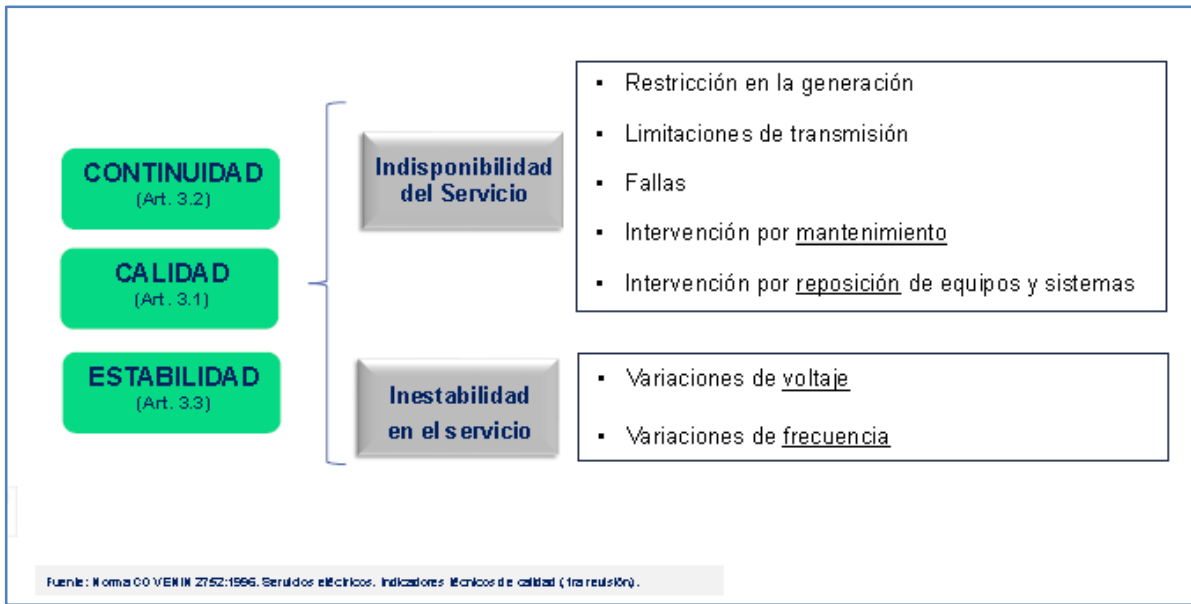 CONTINUIDAD
(Art. 3.2)
CALIDAD
(Art. 3.1)
ESTABILIDAD
(Art. 3.3)
Indisponibilidad
del Servicio
▪ Restricción en la generación
▪ Limitaciones de transmisión
▪ Fallas
▪ Intervención por mantenimiento
▪ Intervención por reposición de equipos y sistemas
Inestabilidad
en el servicio
▪ Variaciones de voltaje
▪ Variaciones de frecuencia
Fuente: Norma COVENIN 2752:1996. Servicios eléctricos. Indicadores técnicos de calidad (1ra revisión).